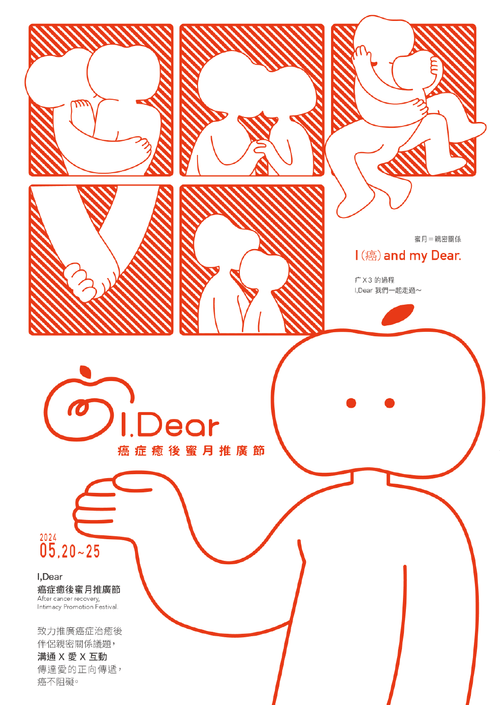 蜜月=親密關係
I(癌) and my Dear.
疒 X 3 的過程
I,Dear 我們一起走過～
I.Dear
癌症癒後蜜月推廣節
2024
05.20~25
I,Dear
癌症癒後蜜月推廣節
After cancer recovery,
Intimacy Promotion Festival
致力推廣癌症治癒後
伴侶親密關係議題，
溝通 X 愛 X 互動
傳達愛的正向傳遞，
癌不阻礙。